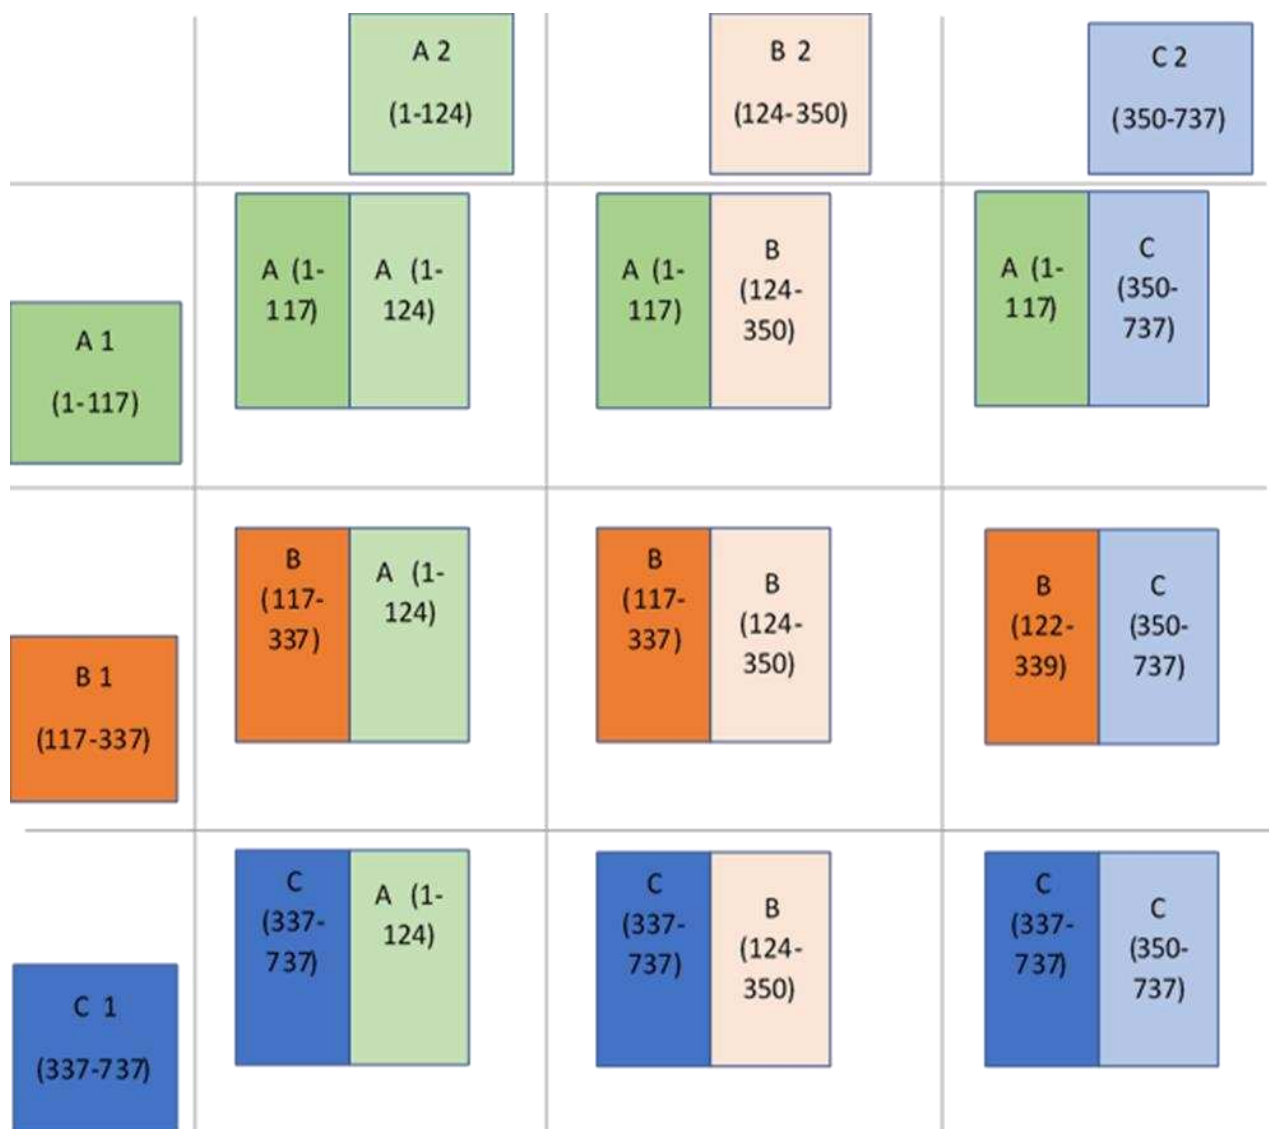 A 2
(1-124)
B 2
(124-350)
C 2
(350-737)
A 1
(1-117)
A (1-
117)
A (1-
124)
A (1-
117)
B
(124-
350)
A (1-
117)
C
(350-
737)
B 1
(117-337)
B
(117-
337)
A (1-
124)
B
(117-
337)
B
(124-
350)
B
(122-
339)
C
(350-
737)
C 1
(337-737)
C
(337-
737)
A (1-
124)
C
(337-
737)
B
(124-
350)
C
(337-
737)
C
(350-
737)